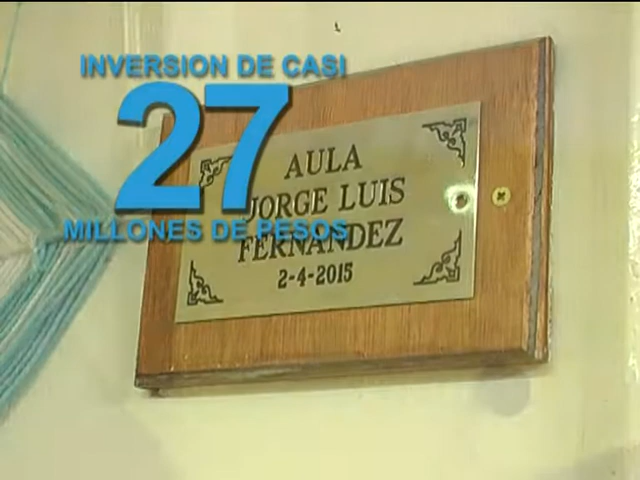 INVERSION DE CASI
27
MILLONES DE PESOS
AULA
JORGE LUIS
FERNANDEZ
2-4-2015